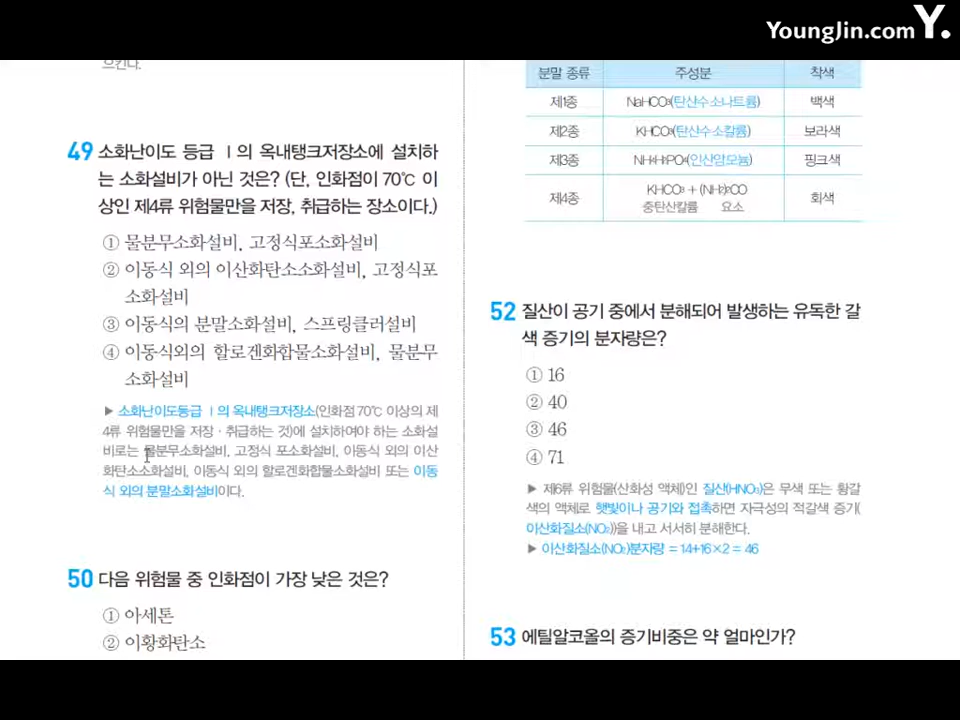 YoungJin.com Y.
으킨다.
49 소화난이도 등급 Ⅰ의 옥내탱크저장소에 설치하
는 소화설비가 아닌 것은? (단, 인화점이 70℃ 이
상인 제4류 위험물만을 저장, 취급하는 장소이다.)
① 물분무소화설비, 고정식포소화설비
② 이동식 외의 이산화탄소소화설비, 고정식포
소화설비
③ 이동식의 분말소화설비, 스프링클러설비
④ 이동식외의 할로겐화합물소화설비, 물분무
소화설비
▶ 소화난이도등급 Ⅰ의 옥내탱크저장소(인화점 70℃ 이상의 제
4류 위험물만을 저장·취급하는 것)에 설치하여야 하는 소화설
비로는 물분무소화설비, 고정식 포소화설비, 이동식 외의 이산
화탄소소화설비, 이동식 외의 할로겐화합물소화설비 또는 이동
식 외의 분말소화설비이다.
50 다음 위험물 중 인화점이 가장 낮은 것은?
① 아세톤
② 이황화탄소
분말 종류 주성분 착색
제1종 NaHCO3(탄산수소나트륨) 백색
제2종 KHCO3(탄산수소칼륨) 보라색
제3종 NH4H2PO4(인산암모늄) 핑크색
제4종 KHCO3 + (NH2)2CO 회색
중탄산칼륨 요소
52 질산이 공기 중에서 분해되어 발생하는 유독한 갈
색 증기의 분자량은?
① 16
② 40
③ 46
④ 71
▶ 제6류 위험물(산화성 액체)인 질산(HNO3)은 무색 또는 황갈
색의 액체로 햇빛이나 공기와 접촉하면 자극성의 적갈색 증기(
이산화질소(NO2))을 내고 서서히 분해한다.
▶ 이산화질소(NO2)분자량 = 14+16×2 = 46
53 에틸알코올의 증기비중은 약 얼마인가?